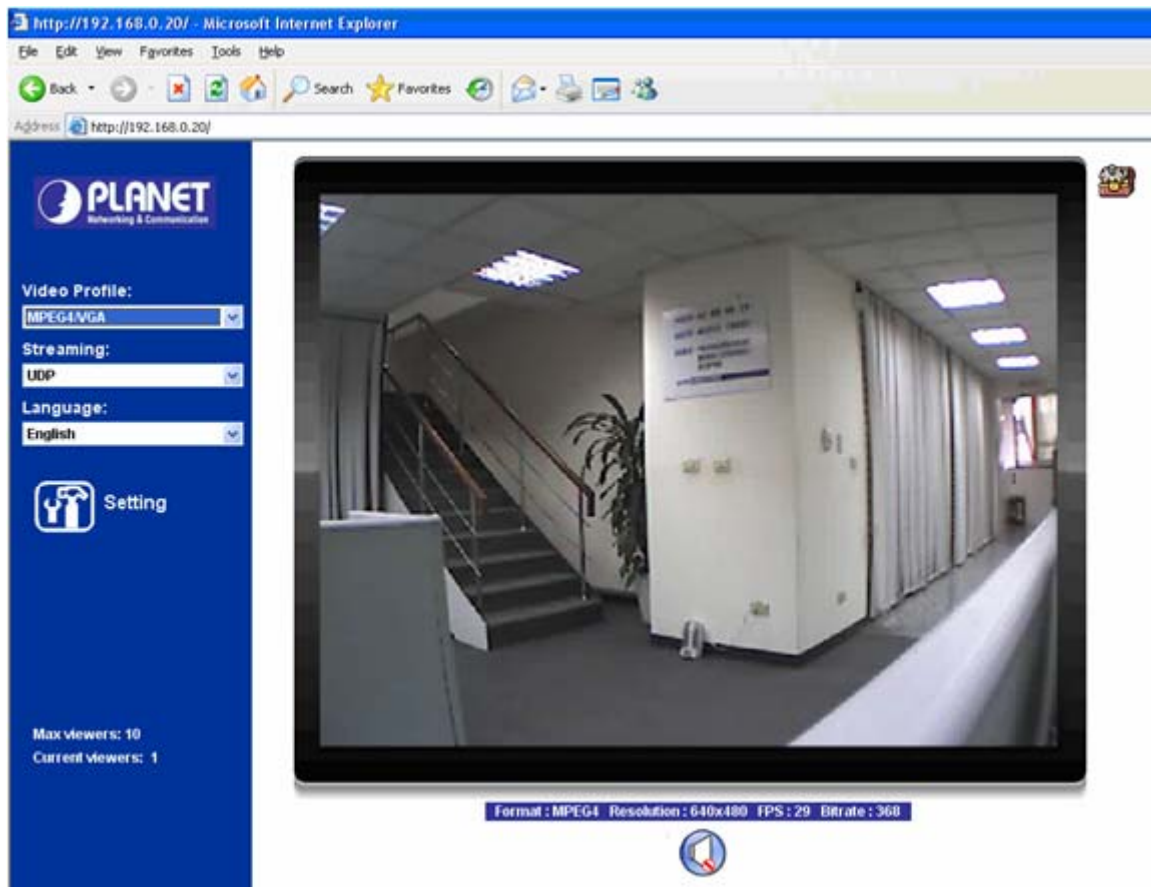 http://192.168.0.20/ - Microsoft Internet Explorer
File Edit View Favorites Tools Help
Back Search Favorites
Address http://192.168.0.20/
PLANET
Networking & Communication
Video Profile:
MPEG4/VGA
Streaming:
UDP
Language:
English
Setting
Max viewers: 10
Current viewers: 1
Format : MPEG4 Resolution : 640x480 FPS : 29 Bitrate : 368